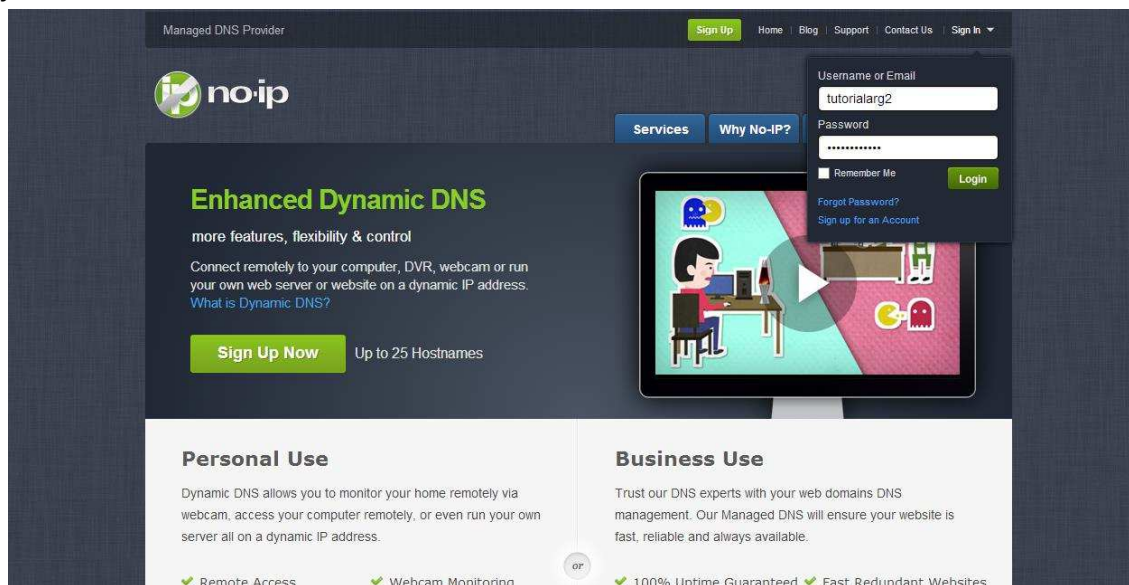 Managed DNS Provider
Sign Up Home Blog Support Contact Us Sign In
no·ip
Username or Email
tutorialarg2
Password
Remember Me
Login
Forgot Password?
Sign up for an Account
Services
Why No-IP?
Enhanced Dynamic DNS
more features, flexibility & control
Connect remotely to your computer, DVR, webcam or run
your own web server or website on a dynamic IP address.
What is Dynamic DNS?
Sign Up Now
Up to 25 Hostnames
Personal Use
Dynamic DNS allows you to monitor your home remotely via
webcam, access your computer remotely, or even run your own
server all on a dynamic IP address.
Remote Access
Webcam Monitoring
or
Business Use
Trust our DNS experts with your web domains DNS
management. Our Managed DNS will ensure your website is
fast, reliable and always available.
100% Uptime Guaranteed
Fast Redundant Websites